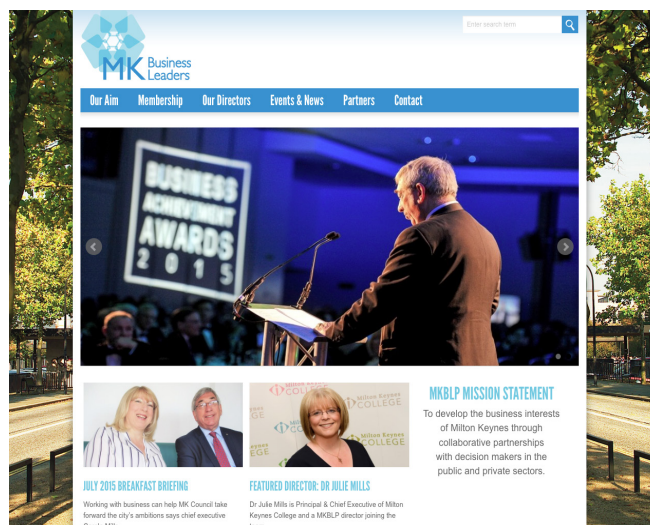 Enter search term
MK Business
Leaders
Our Aim Membership Our Directors Events & News Partners Contact
BUSINESS
ACHIEVEMENT
AWARDS
2015
Milton Keynes
COLLEGE
Milton Keynes
COLLEGE
JULY 2015 BREAKFAST BRIEFING
Working with business can help MK Council take
forward the city's ambitions says chief executive
FEATURED DIRECTOR: DR JULIE MILLS
Dr Julie Mills is Principal & Chief Executive of Milton
Keynes College and a MKBLP director joining the
MKBLP MISSION STATEMENT
To develop the business interests
of Milton Keynes through
collaborative partnerships
with decision makers in the
public and private sectors.